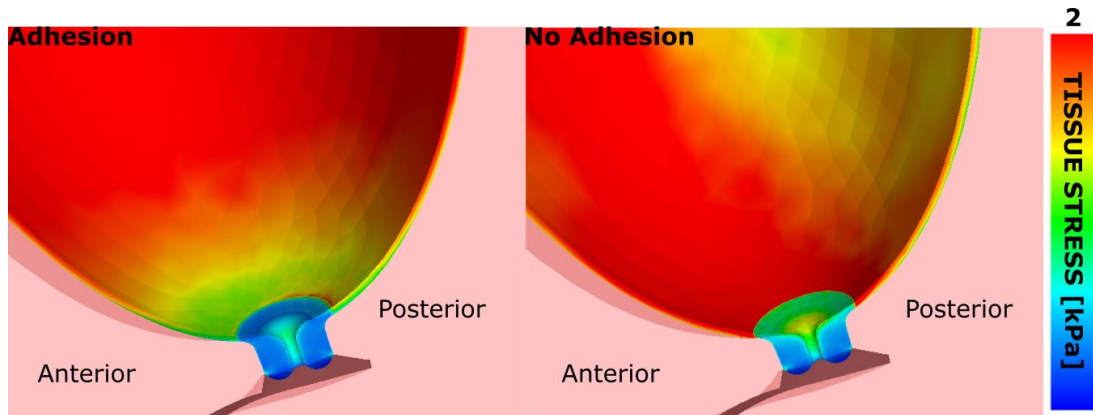 Adhesion
No Adhesion
2
TISSUE STRESS [kPa]
Posterior
Posterior
Anterior
Anterior